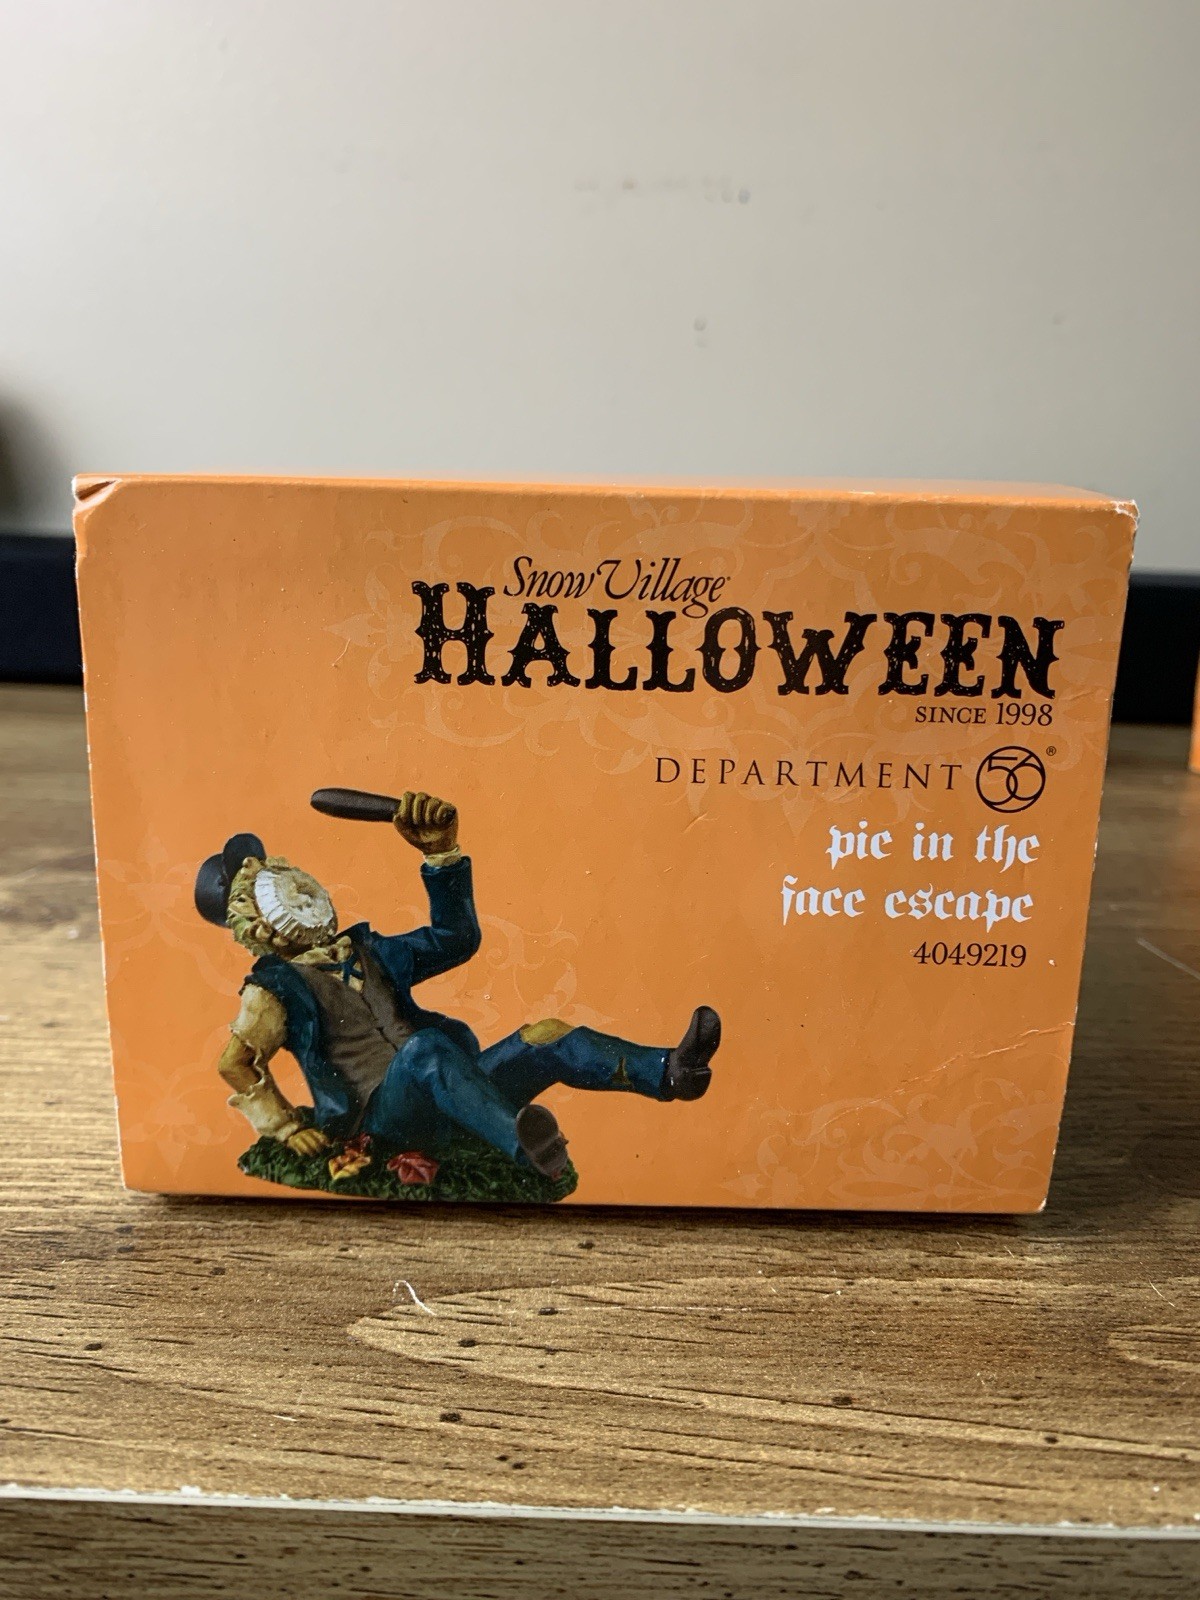 Snow Village
HALLOWEEN
SINCE 1998
DEPARTMENT 56®
pie in the
face escape
4049219